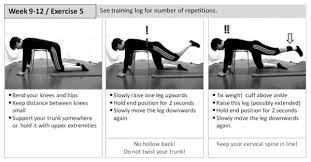 Week 9-12 / Exercise 5
See training log for number of repetitions.
!
!!
• Bend your knees and hips
• Keep distance between knees
small
• Support your trunk somewhere
or hold it with upper extremities
• Slowly raise one leg upwards
• Hold end position for 2 seconds
• Slowly move the leg downwards
again
• fix weight cuff above ankle
• Raise this leg (possibly extended)
• Hold end position for 2 seconds
• Slowly move the leg downwards
again.
No hollow back!
Do not twist your trunk!
Keep your cervical spine in line!